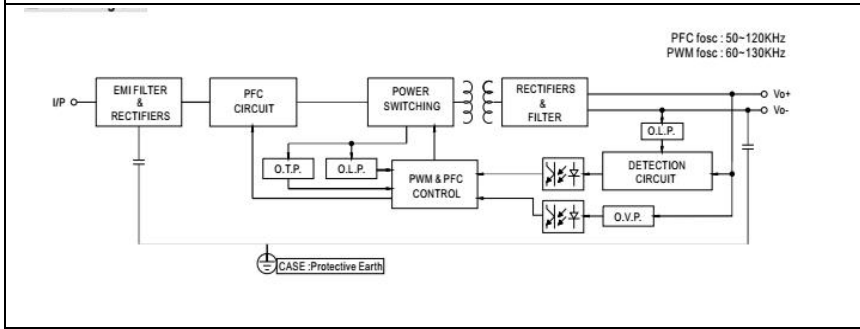 PFC fosc : 50~120KHz
PWM fosc : 60~130KHz
I/P
EMI FILTER
&
RECTIFIERS
PFC
CIRCUIT
POWER
SWITCHING
RECTIFIERS
&
FILTER
Vo+
Vo-
O.L.P.
O.T.P.
O.L.P.
PWM & PFC
CONTROL
DETECTION
CIRCUIT
O.V.P.
CASE :Protective Earth